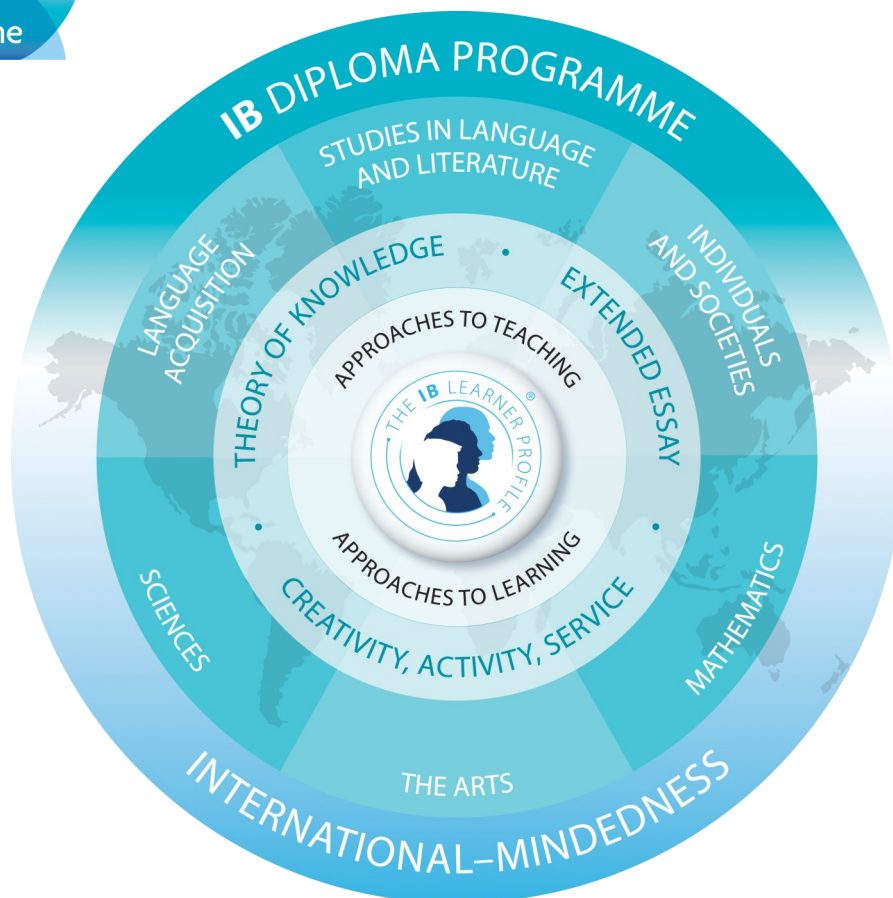 ne
IB DIPLOMA PROGRAMME
STUDIES IN LANGUAGE
AND LITERATURE
LANGUAGE
ACQUISITION
INDIVIDUALS
AND SOCIETIES
THEORY OF KNOWLEDGE
•
EXTENDED ESSAY
APPROACHES TO TEACHING
• THE IB LEARNER PROFILE •
®
APPROACHES TO LEARNING
•
•
CREATIVITY, ACTIVITY, SERVICE
SCIENCES
MATHEMATICS
THE ARTS
INTERNATIONAL–MINDEDNESS